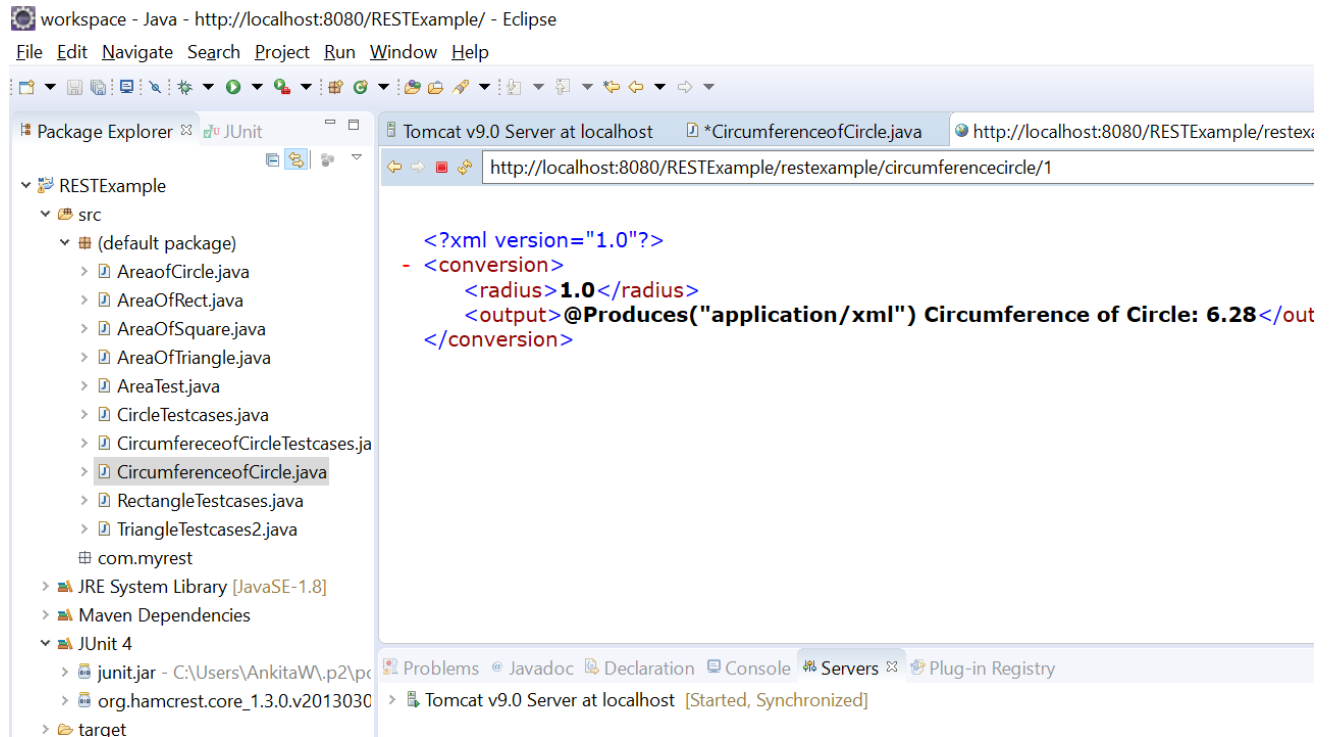 workspace - Java - http://localhost:8080/RESTExample/ - Eclipse
File Edit Navigate Search Project Run Window Help
Package Explorer JUnit
RESTExample
src
(default package)
AreaofCircle.java
AreaOfRect.java
AreaOfSquare.java
AreaOfTriangle.java
AreaTest.java
CircleTestcases.java
CircumfereceofCircleTestcases.ja
CircumferenceofCircle.java
RectangleTestcases.java
TriangleTestcases2.java
com.myrest
JRE System Library [JavaSE-1.8]
Maven Dependencies
JUnit 4
junit.jar - C:\Users\AnkitaW\.p2\po
org.hamcrest.core_1.3.0.v2013030
target
Tomcat v9.0 Server at localhost *CircumferenceofCircle.java http://localhost:8080/RESTExample/restexa
http://localhost:8080/RESTExample/restexample/circumferencecircle/1
<?xml version="1.0"?>
- <conversion>
<radius>1.0</radius>
<output>@Produces("application/xml") Circumference of Circle: 6.28</out
</conversion>
Problems @ Javadoc Declaration Console Servers Plug-in Registry
Tomcat v9.0 Server at localhost [Started, Synchronized]